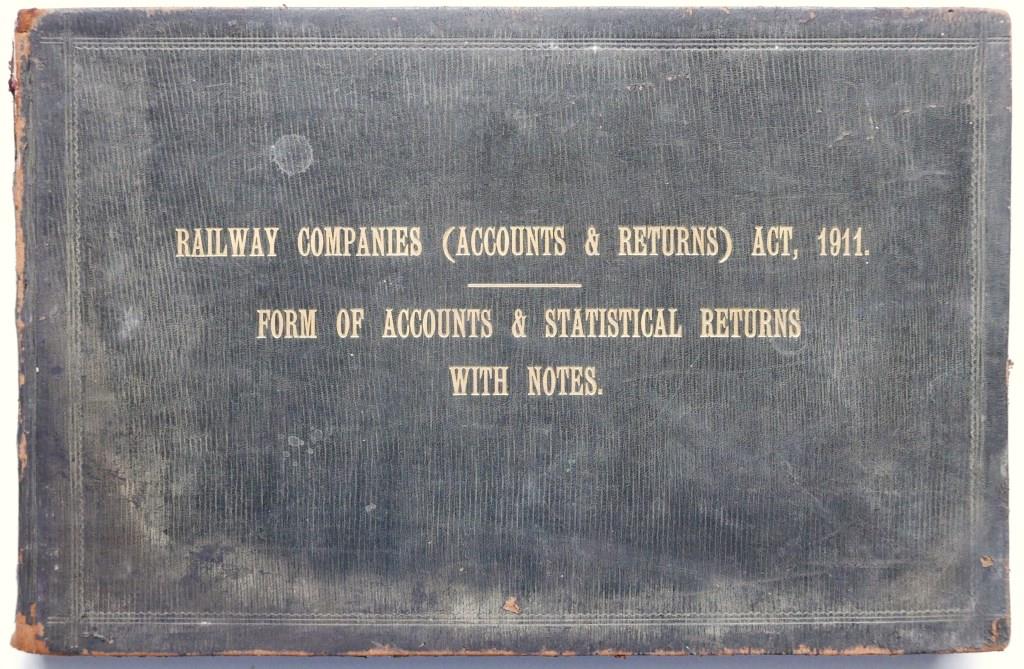 RAILWAY COMPANIES (ACCOUNTS & RETURNS) ACT, 1911.
FORM OF ACCOUNTS & STATISTICAL RETURNS
WITH NOTES.